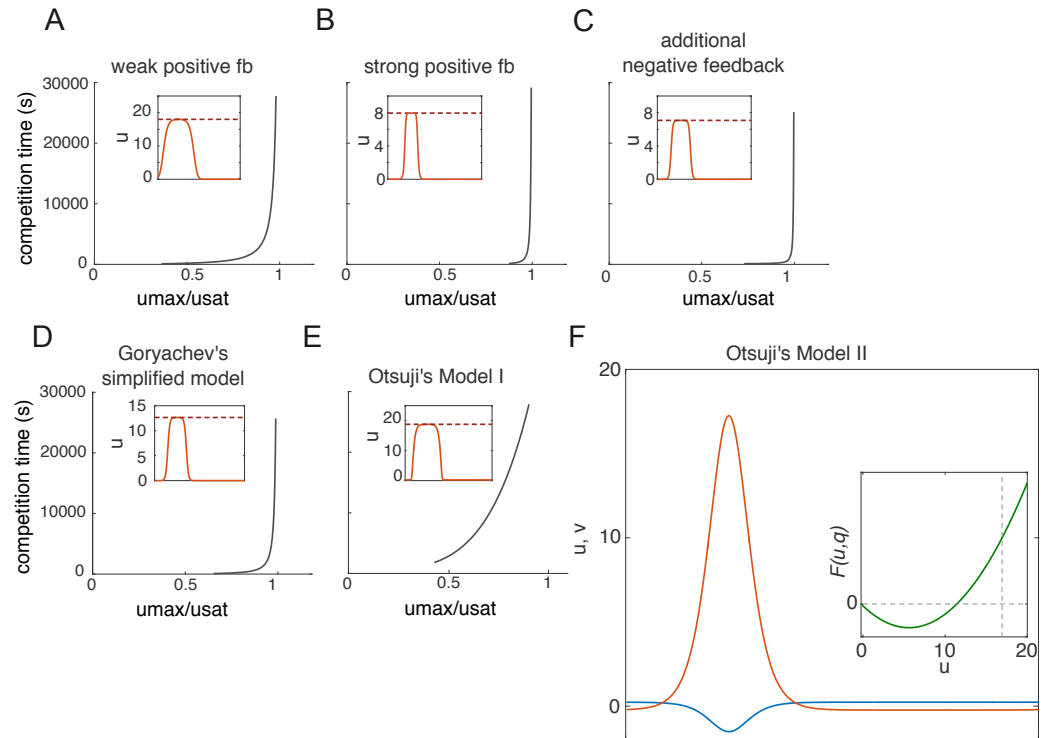 A
weak positive fb
competition time (s)
30000
20000
10000
0
u
20
10
0
0
0.5
1
umax/usat
B
strong positive fb
u
8
4
0
0
0.5
1
umax/usat
C
additional
negative feedback
u
8
4
0
0
0.5
1
umax/usat
D
Goryachev's
simplified model
competition time (s)
30000
20000
10000
0
u
15
10
5
0
0
0.5
1
umax/usat
E
Otsuji's Model I
u
20
10
0
0
0.5
1
umax/usat
F
Otsuji's Model II
u, v
20
10
0
F(u,q)
0
0
10
20
u